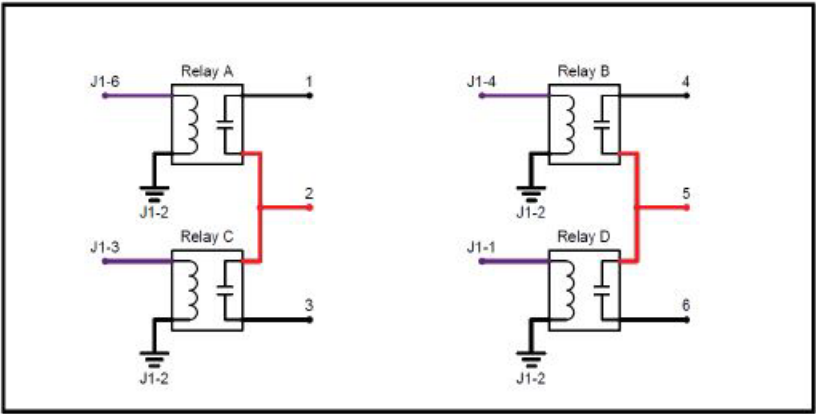 Relay A
J1-6
1
J1-2
2
Relay C
J1-3
3
J1-2
Relay B
J1-4
4
J1-2
5
Relay D
J1-1
6
J1-2